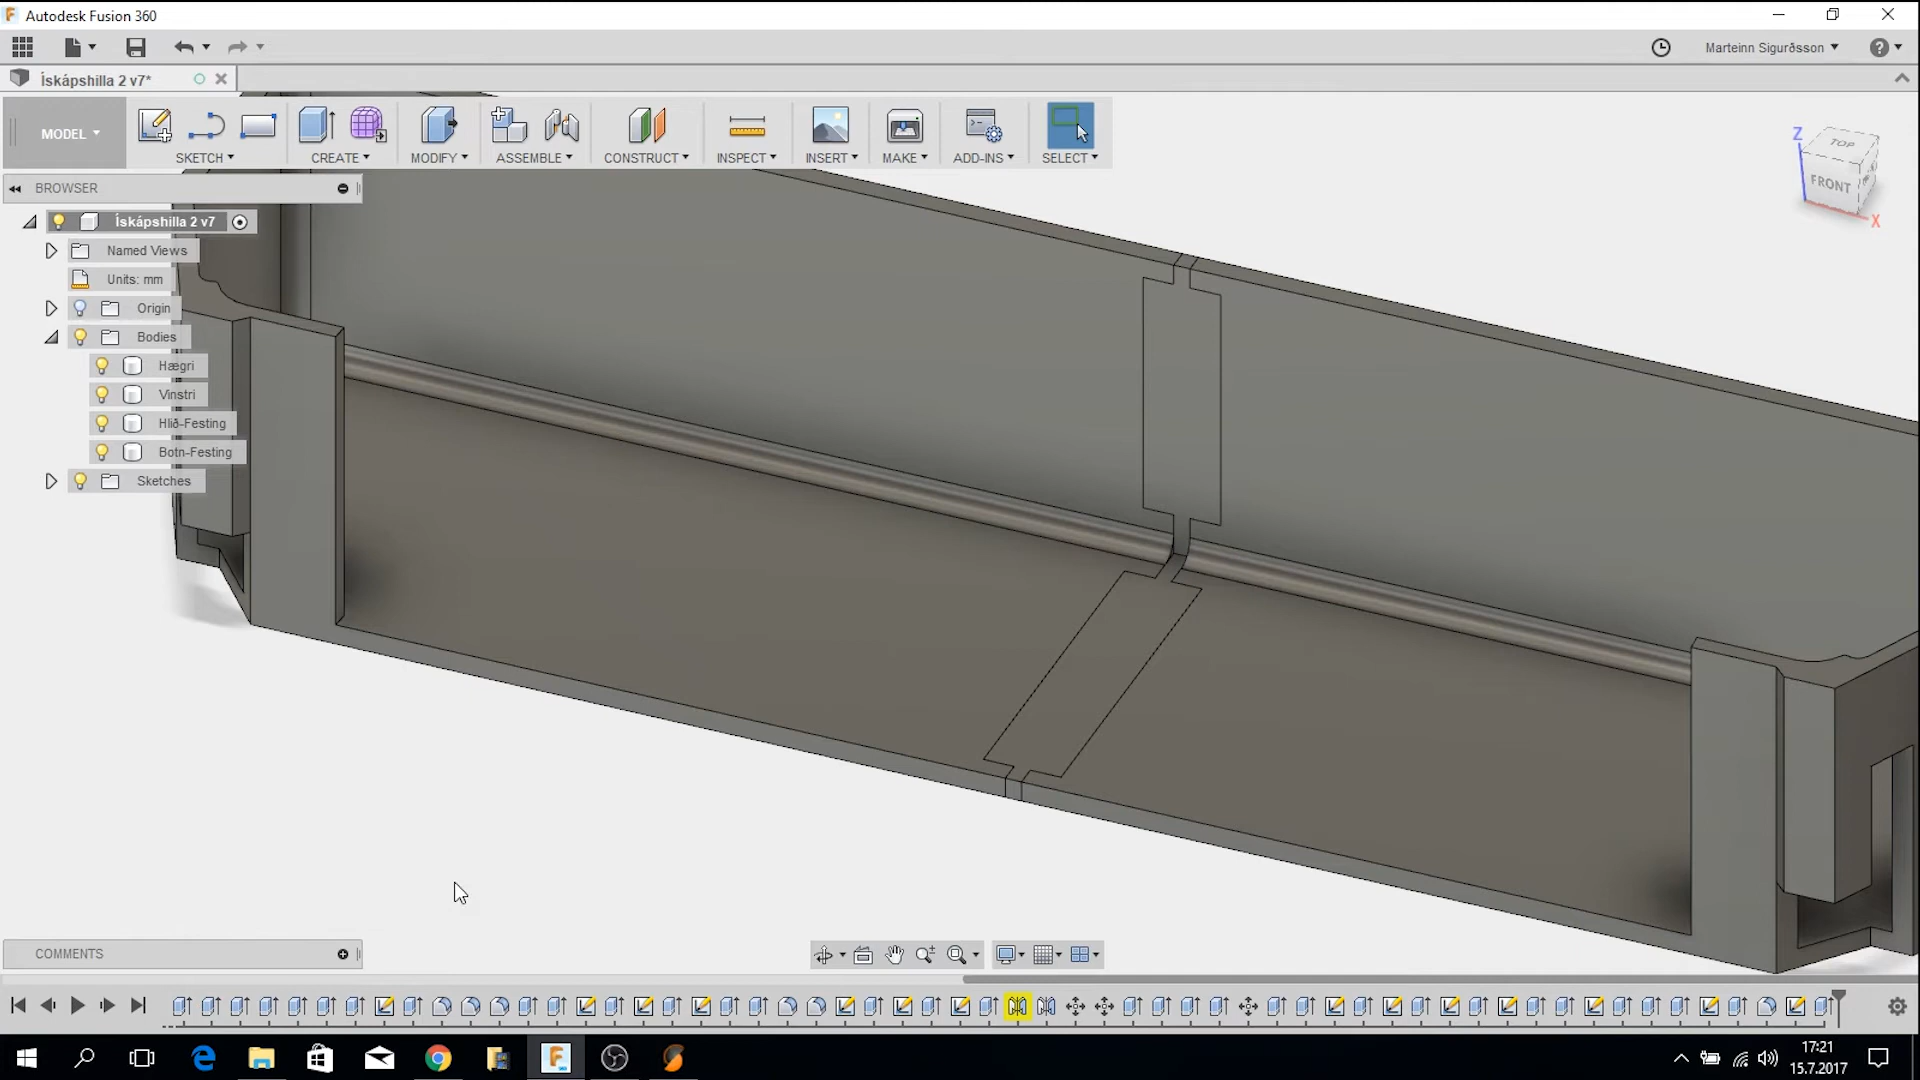 Autodesk Fusion 360
Marteinn Sigurðsson
Ískápshilla 2 v7*
MODEL
SKETCH
CREATE
MODIFY
ASSEMBLE
CONSTRUCT
INSPECT
INSERT
MAKE
ADD-INS
SELECT
Z
TOP
FRONT
X
BROWSER
Ískápshilla 2 v7
Named Views
Units: mm
Origin
Bodies
Hægri
Vinstri
Hlið-Festing
Botn-Festing
Sketches
COMMENTS
17:21
15.7.2017